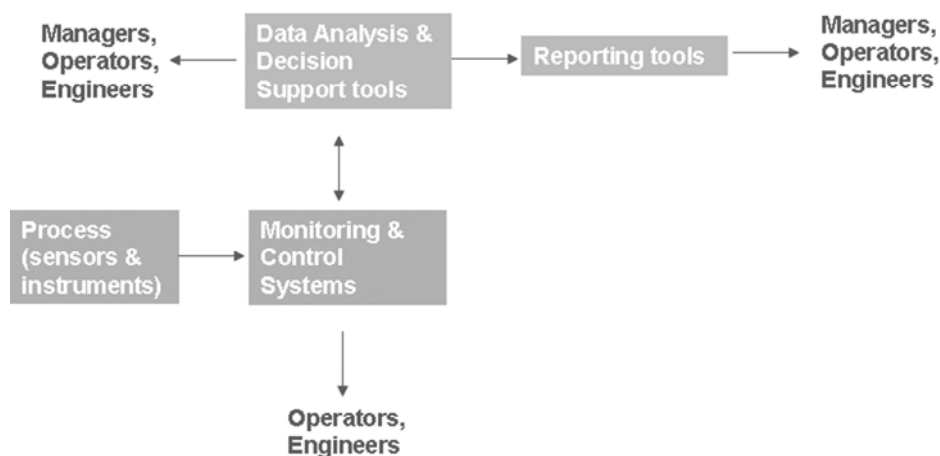 Managers,
Operators,
Engineers
Data Analysis &
Decision
Support tools
Reporting tools
Managers,
Operators,
Engineers
Process
(sensors &
instruments)
Monitoring &
Control
Systems
Operators,
Engineers